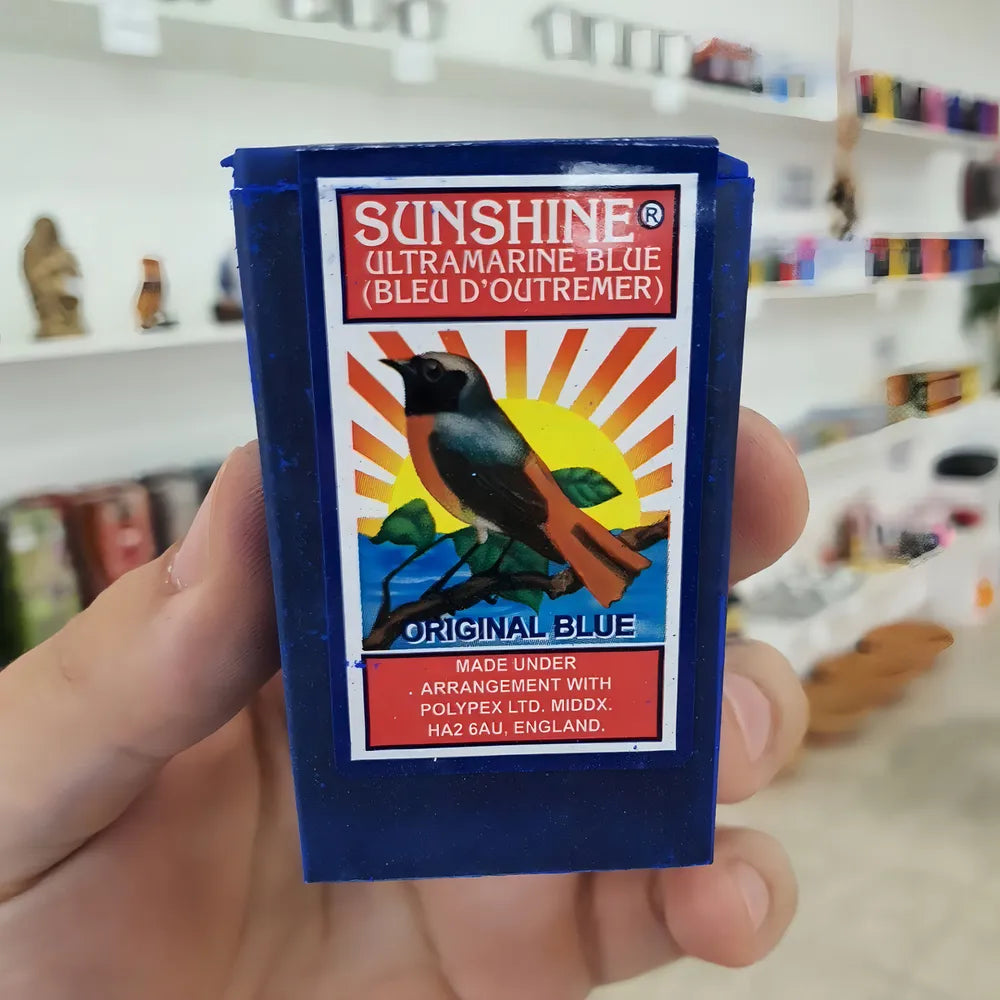 SUNSHINE®
ULTRAMARINE BLUE
(BLEU D'OUTREMER)
ORIGINAL BLUE
MADE UNDER
. ARRANGEMENT WITH
POLYPEX LTD. MIDDX.
HA2 6AU, ENGLAND.